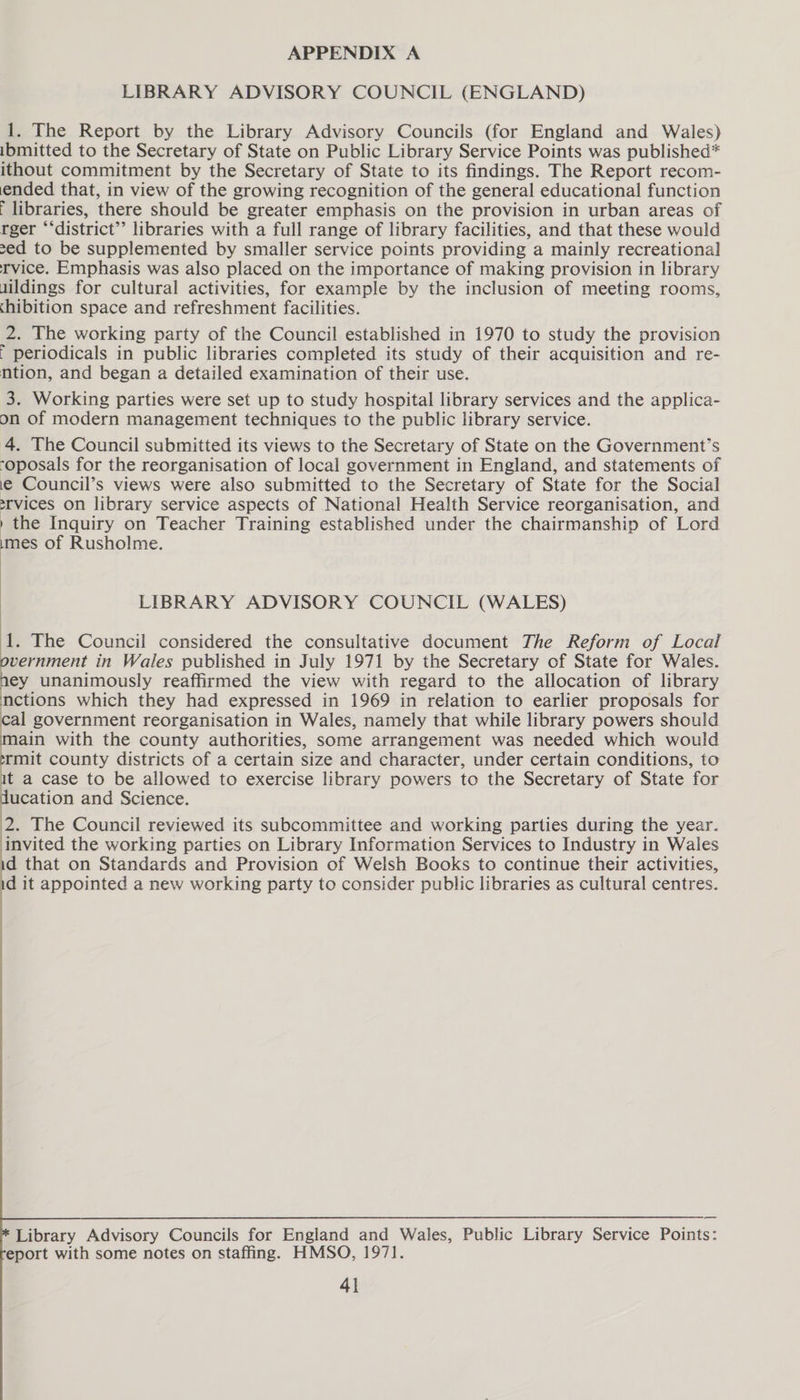 APPENDIX A
LIBRARY ADVISORY COUNCIL (ENGLAND)
1. The Report by the Library Advisory Councils (for England and Wales)
ibmitted to the Secretary of State on Public Library Service Points was published*
ithout commitment by the Secretary of State to its findings. The Report recom-
ended that, in view of the growing recognition of the general educational function
f libraries, there should be greater emphasis on the provision in urban areas of
rger “district” libraries with a full range of library facilities, and that these would
eed to be supplemented by smaller service points providing a mainly recreational
rvice. Emphasis was also placed on the importance of making provision in library
uildings for cultural activities, for example by the inclusion of meeting rooms,
xhibition space and refreshment facilities.
2. The working party of the Council established in 1970 to study the provision
f periodicals in public libraries completed its study of their acquisition and re-
ntion, and began a detailed examination of their use.
3. Working parties were set up to study hospital library services and the applica-
on of modern management techniques to the public library service.
4. The Council submitted its views to the Secretary of State on the Government's
roposals for the reorganisation of local government in England, and statements of
e Council's views were also submitted to the Secretary of State for the Social
ervices on library service aspects of National Health Service reorganisation, and
the Inquiry on Teacher Training established under the chairmanship of Lord
mes of Rusholme.
LIBRARY ADVISORY COUNCIL (WALES)
1. The Council considered the consultative document The Reform of Local
overnment in Wales published in July 1971 by the Secretary of State for Wales.
hey unanimously reaffirmed the view with regard to the allocation of library
nctions which they had expressed in 1969 in relation to earlier proposals for
cal government reorganisation in Wales, namely that while library powers should
main with the county authorities, some arrangement was needed which would
ermit county districts of a certain size and character, under certain conditions, to
ut a case to be allowed to exercise library powers to the Secretary of State for
ducation and Science.
2. The Council reviewed its subcommittee and working parties during the year.
invited the working parties on Library Information Services to Industry in Wales
d that on Standards and Provision of Welsh Books to continue their activities,
d it appointed a new working party to consider public libraries as cultural centres.
* Library Advisory Councils for England and Wales, Public Library Service Points:
report with some notes on staffing. HMSO, 1971.
41